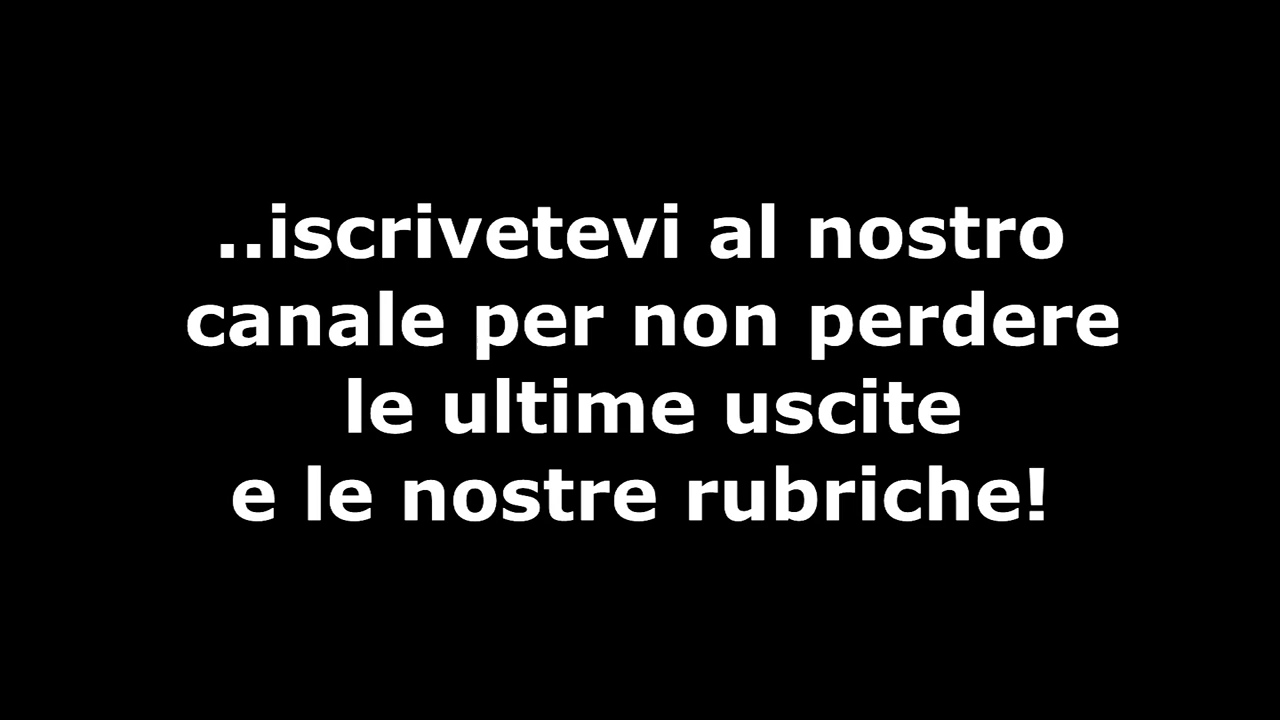 ..iscrivetevi al nostro
canale per non perdere
le ultime uscite
e le nostre rubriche!